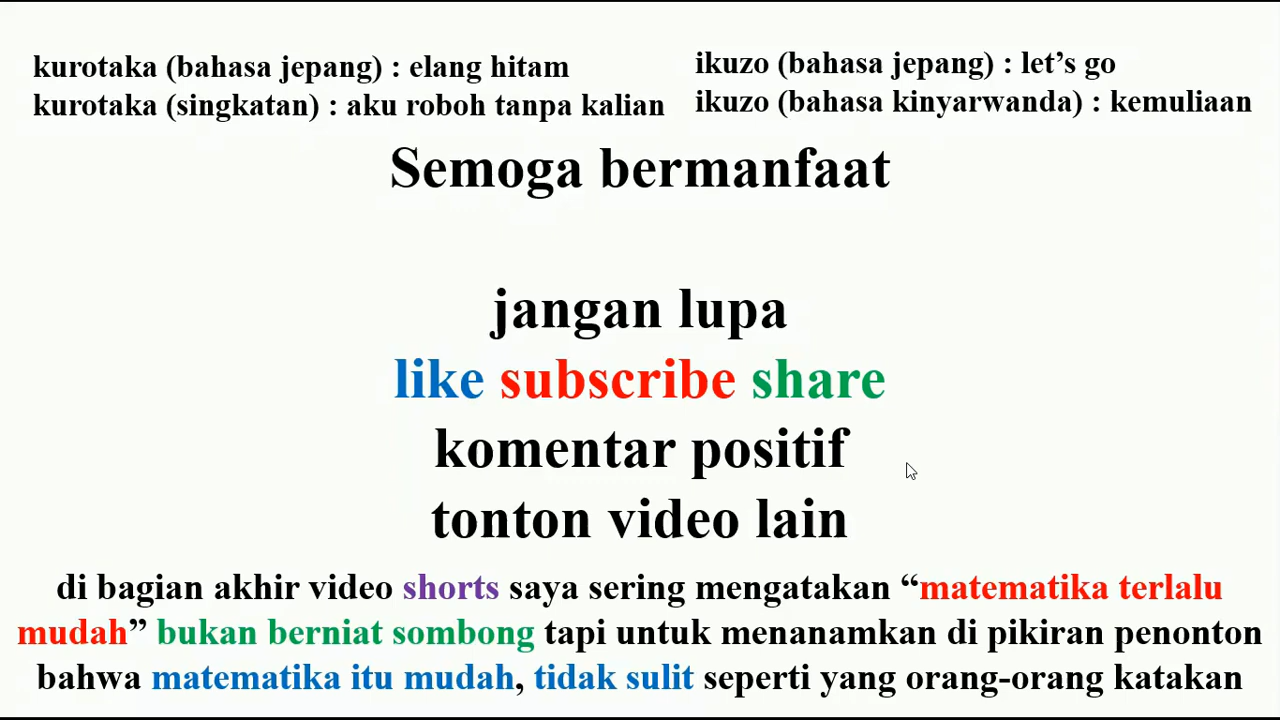 kurotaka (bahasa jepang) : elang hitam
kurotaka (singkatan) : aku roboh tanpa kalian
ikuzo (bahasa jepang) : let’s go
ikuzo (bahasa kinyarwanda) : kemuliaan
Semoga bermanfaat
jangan lupa
like subscribe share
komentar positif
tonton video lain
di bagian akhir video shorts saya sering mengatakan “matematika terlalu
mudah” bukan berniat sombong tapi untuk menanamkan di pikiran penonton
bahwa matematika itu mudah, tidak sulit seperti yang orang-orang katakan